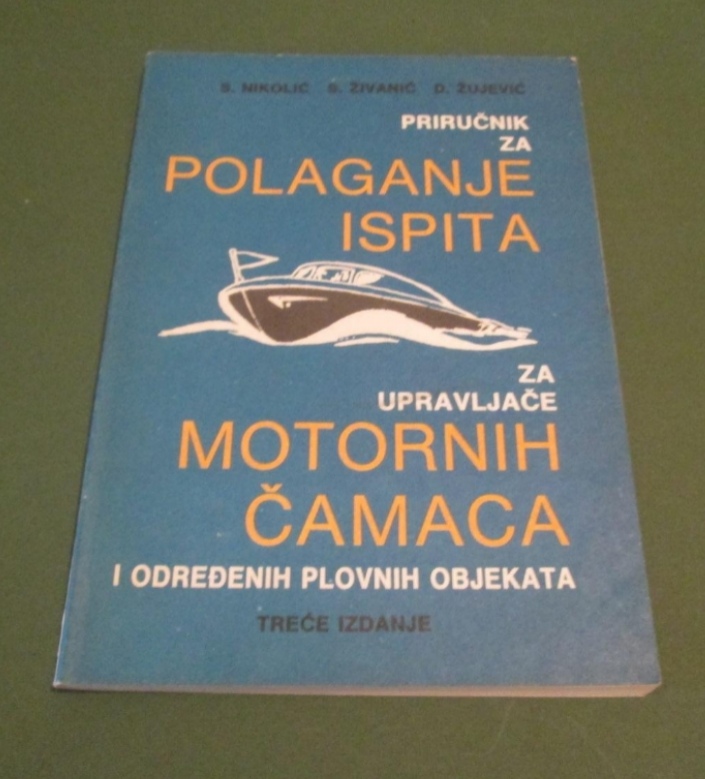 S. NIKOLIĆ S. ŽIVANIĆ D. ŽUJEVIĆ
PRIRUČNIK
ZA
POLAGANJE
ISPITA
ZA
UPRAVLJAČE
MOTORNIH
ČAMACA
I ODREĐENIH PLOVNIH OBJEKATA
TREĆE IZDANJE